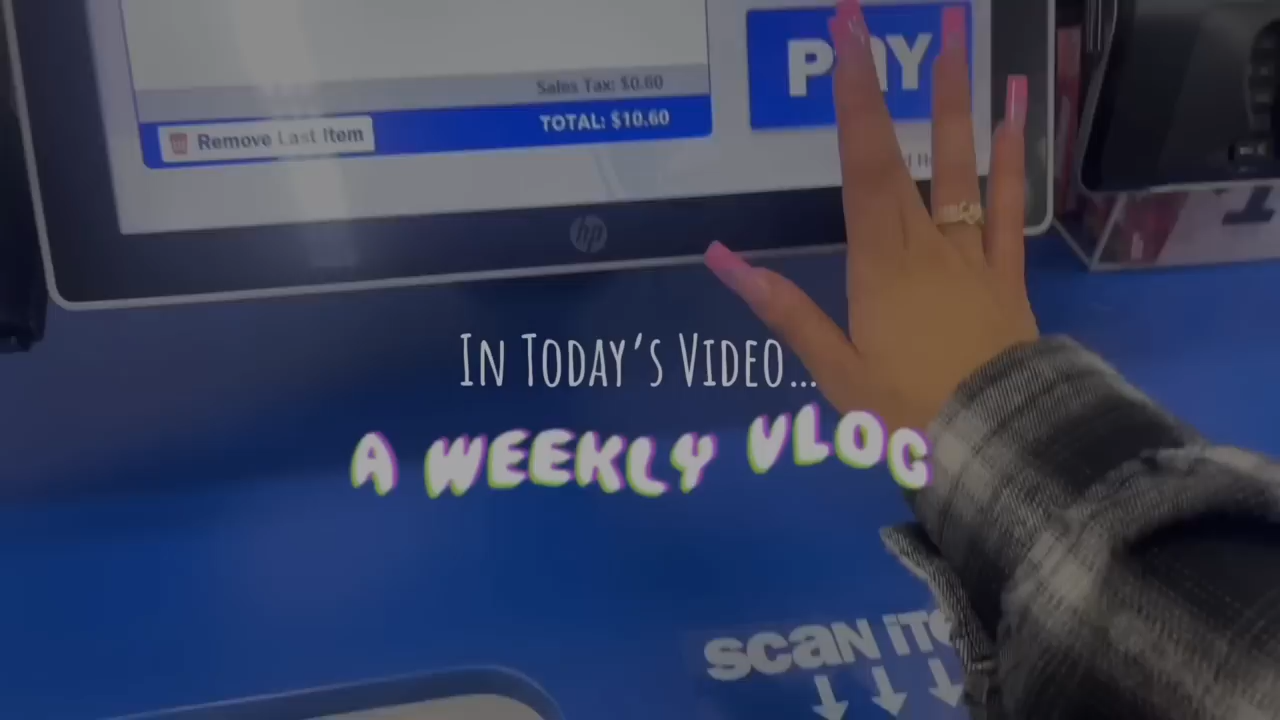 PAY
Sales Tax: $0.60
TOTAL: $10.60
Remove Last Item
hp
In Today's Video...
A WEEKLY VLOG
SCAN